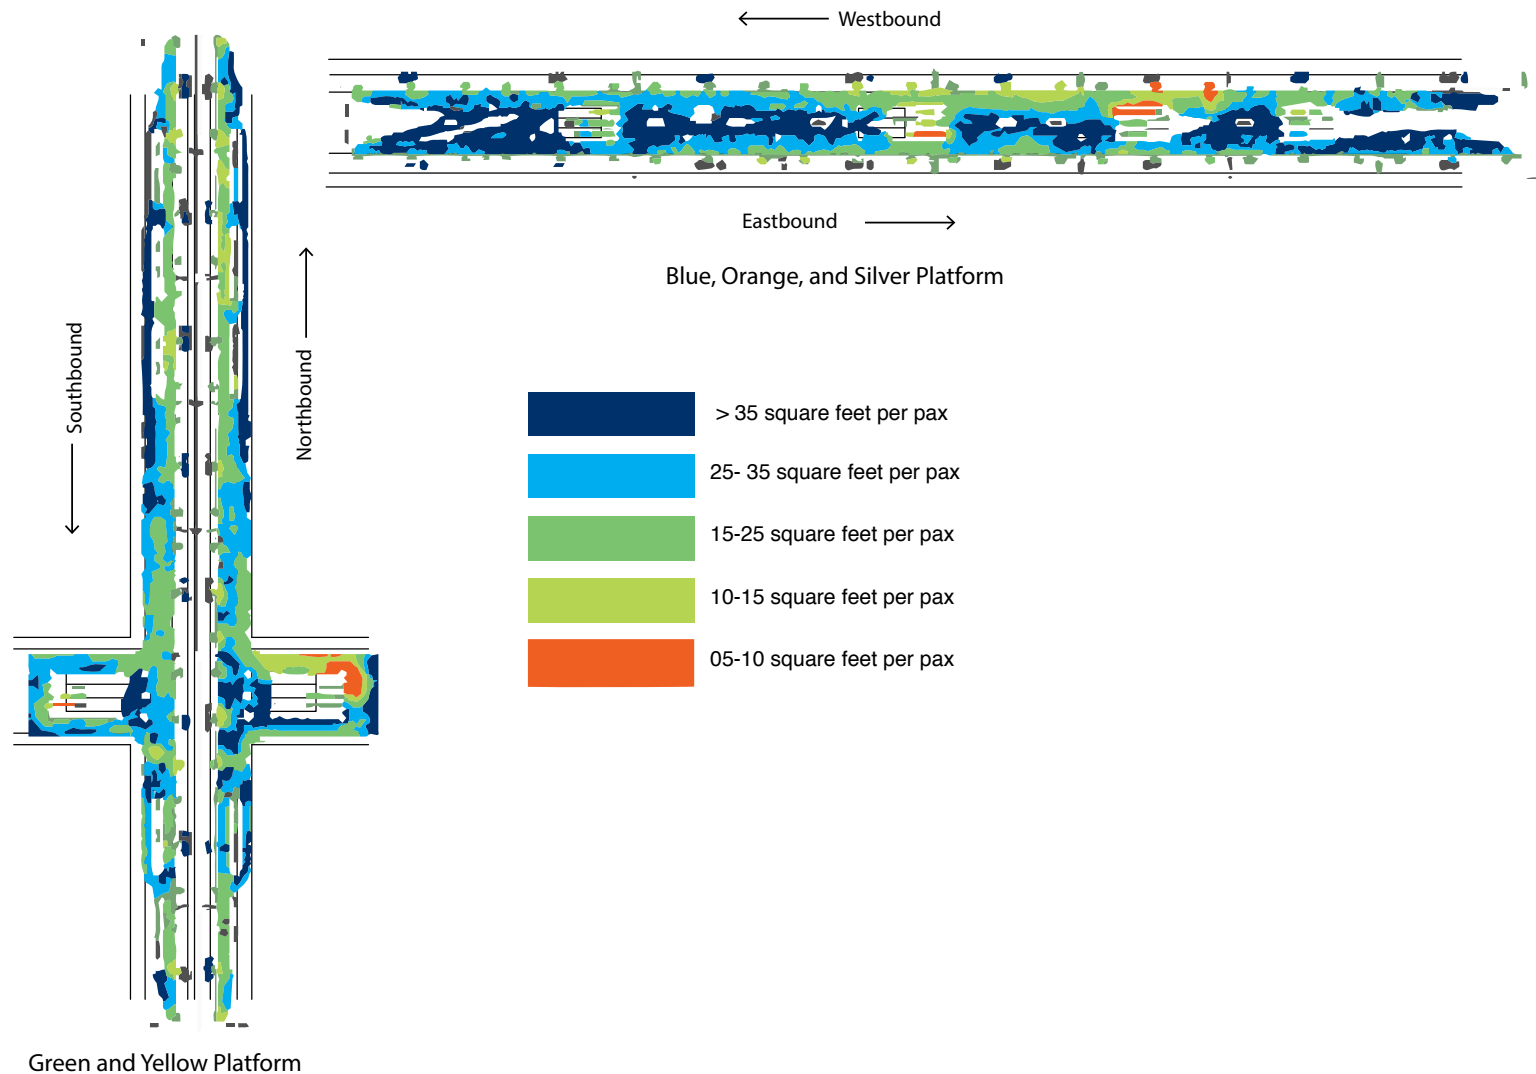 Westbound
Eastbound
Blue, Orange, and Silver Platform
Southbound
Northbound
> 35 square feet per pax
25- 35 square feet per pax
15-25 square feet per pax
10-15 square feet per pax
05-10 square feet per pax
Green and Yellow Platform